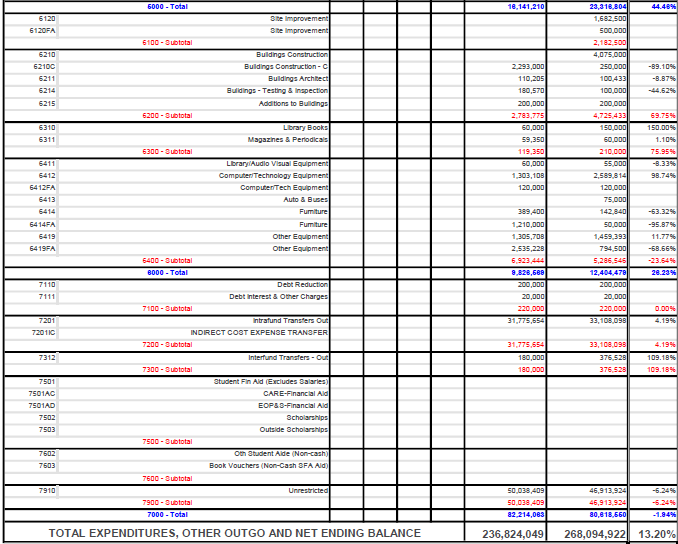 5000 - Total 16,141,210 23,316,804 44.46%
6120 Site Improvement 1,682,500
6120FA Site Improvement 500,000
6100 - Subtotal 2,182,500
6210 Buildings Construction 4,075,000
6210C Buildings Construction - C 2,293,000 250,000 -89.10%
6211 Buildings Architect 110,205 100,433 -8.87%
6214 Buildings - Testing & Inspection 180,570 100,000 -44.62%
6215 Additions to Buildings 200,000 200,000
6200 - Subtotal 2,783,775 4,725,433 69.75%
6310 Library Books 60,000 150,000 150.00%
6311 Magazines & Periodicals 59,350 60,000 1.10%
6300 - Subtotal 119,350 210,000 75.95%
6411 Library/Audio Visual Equipment 60,000 55,000 -8.33%
6412 Computer/Technology Equipment 1,303,108 2,589,814 98.74%
6412FA Computer/Tech Equipment 120,000 120,000
6413 Auto & Buses 75,000
6414 Furniture 389,400 142,840 -63.32%
6414FA Furniture 1,210,000 50,000 -95.87%
6419 Other Equipment 1,305,708 1,459,393 11.77%
6419FA Other Equipment 2,535,228 794,500 -68.66%
6400 - Subtotal 6,923,444 5,286,546 -23.64%
6000 - Total 9,826,569 12,404,479 26.23%
7110 Debt Reduction 200,000 200,000
7111 Debt Interest & Other Charges 20,000 20,000
7100 - Subtotal 220,000 220,000 0.00%
7201 Intrafund Transfers Out 31,775,654 33,108,098 4.19%
7201IC INDIRECT COST EXPENSE TRANSFER
7200 - Subtotal 31,775,654 33,108,098 4.19%
7312 Interfund Transfers - Out 180,000 376,528 109.18%
7300 - Subtotal 180,000 376,528 109.18%
7501 Student Fin Aid (Excludes Salaries)
7501AC CARE-Financial Aid
7501AD EOP&S-Financial Aid
7502 Scholarships
7503 Outside Scholarships
7500 - Subtotal
7602 Oth Student Aide (Non-cash)
7603 Book Vouchers (Non-Cash SFA Aid)
7600 - Subtotal
7910 Unrestricted 50,038,409 46,913,924 -6.24%
7900 - Subtotal 50,038,409 46,913,924 -6.24%
7000 - Total 82,214,063 80,618,550 -1.94%
TOTAL EXPENDITURES, OTHER OUTGO AND NET ENDING BALANCE 236,824,049 268,094,922 13.20%